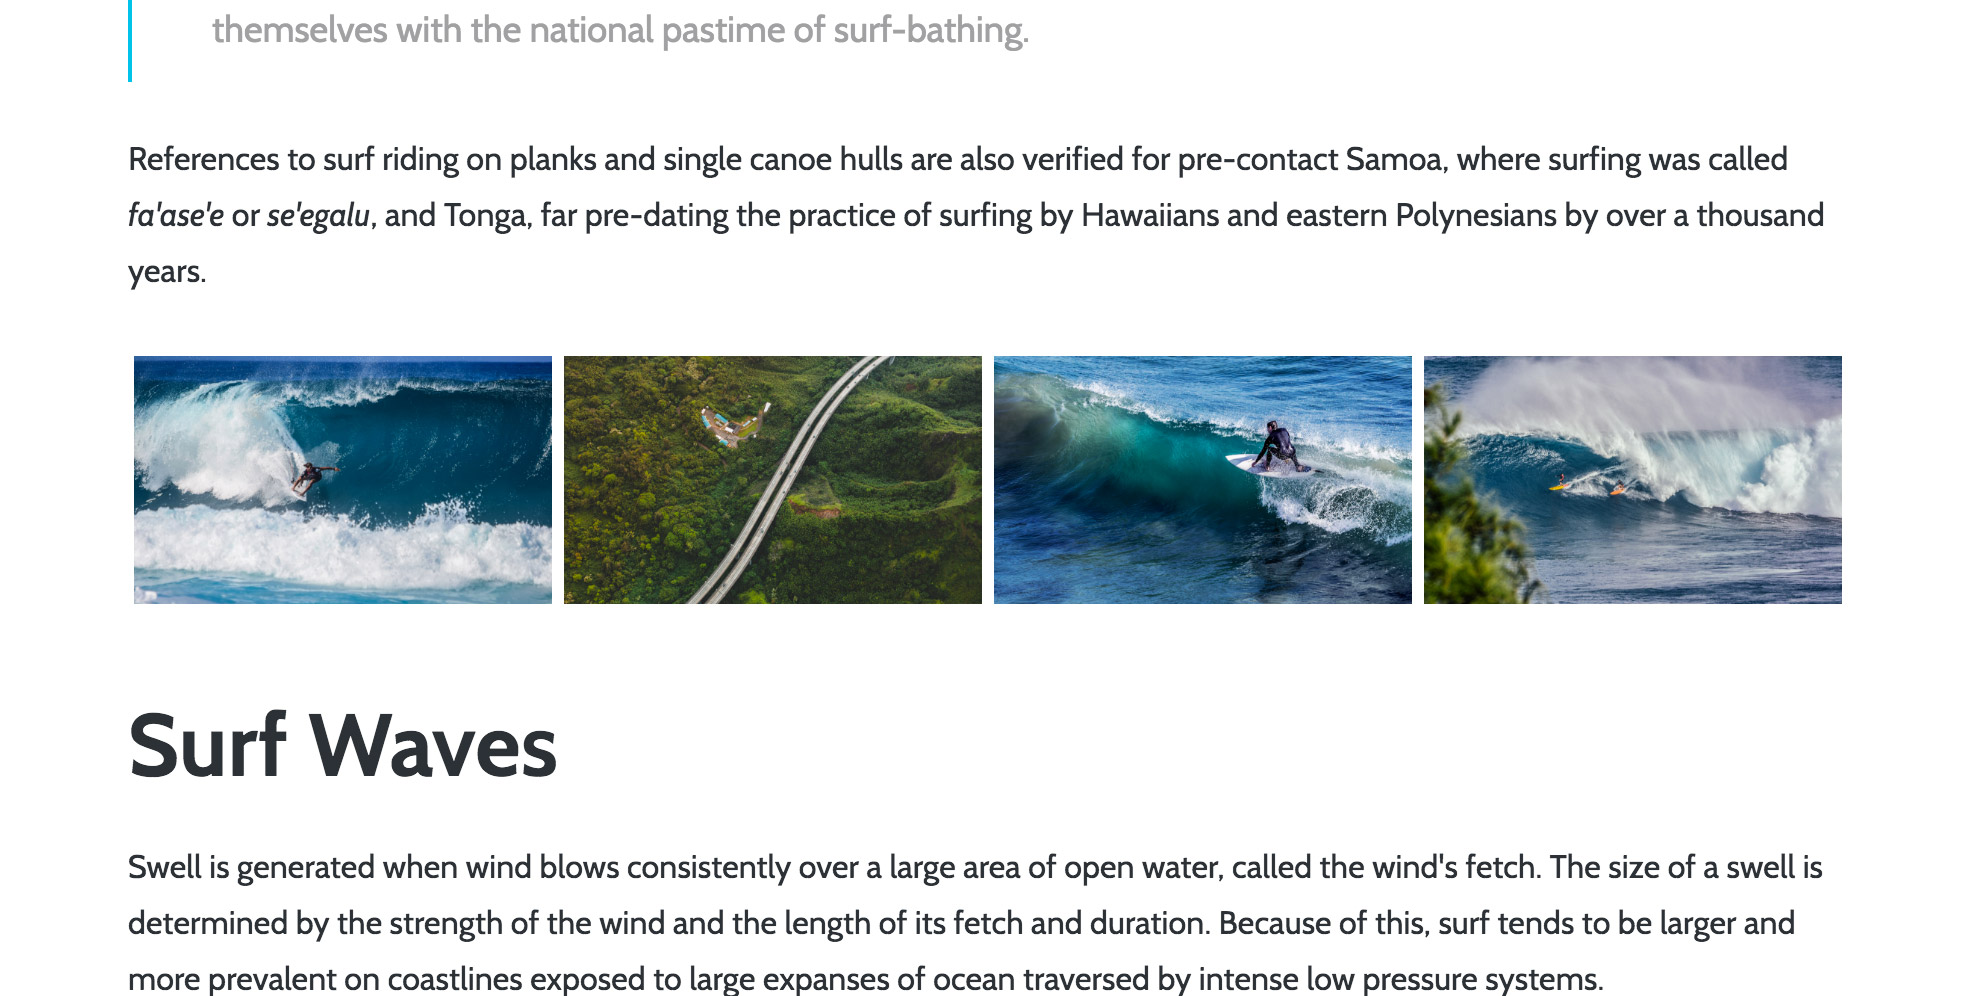 themselves with the national pastime of surf-bathing.
References to surf riding on planks and single canoe hulls are also verified for pre-contact Samoa, where surfing was called
fa'ase'e or se'egalu, and Tonga, far pre-dating the practice of surfing by Hawaiians and eastern Polynesians by over a thousand
years.
Surf Waves
Swell is generated when wind blows consistently over a large area of open water, called the wind's fetch. The size of a swell is
determined by the strength of the wind and the length of its fetch and duration. Because of this, surf tends to be larger and
more prevalent on coastlines exposed to large expanses of ocean traversed by intense low pressure systems.